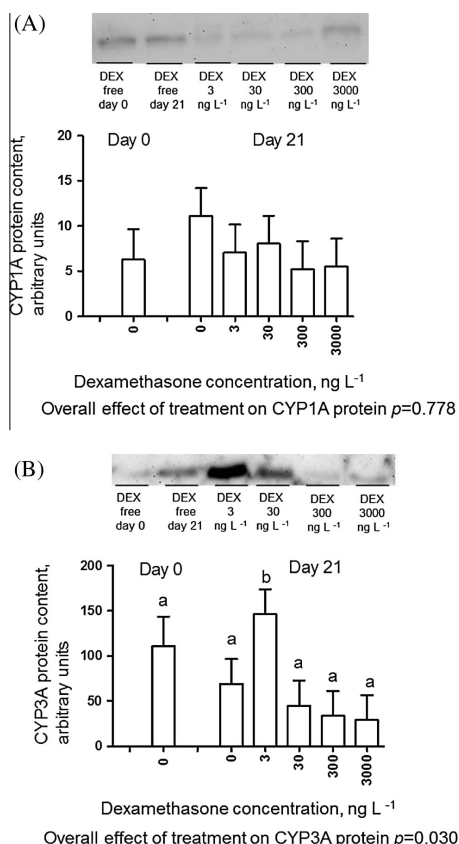 (A)
DEX DEX DEX DEX DEX DEX
free free 3 30 300 3000
day 0 day 21 ng L-1 ng L-1 ng L-1 ng L-1
Day 0 Day 21
CYP1A protein content,
arbitrary units
20
15
10
5
0
0 0 3 30 300 3000
Dexamethasone concentration, ng L-1
Overall effect of treatment on CYP1A protein p=0.778
(B)
DEX DEX DEX DEX DEX DEX
free free 3 30 300 3000
day 0 day 21 ng L -1 ng L -1 ng L -1 ng L -1
Day 0 Day 21
CYP3A protein content,
arbitrary units
200
150
100
50
0
a a b a a a
0 0 3 30 300 3000
Dexamethasone concentration, ng L -1
Overall effect of treatment on CYP3A protein p=0.030